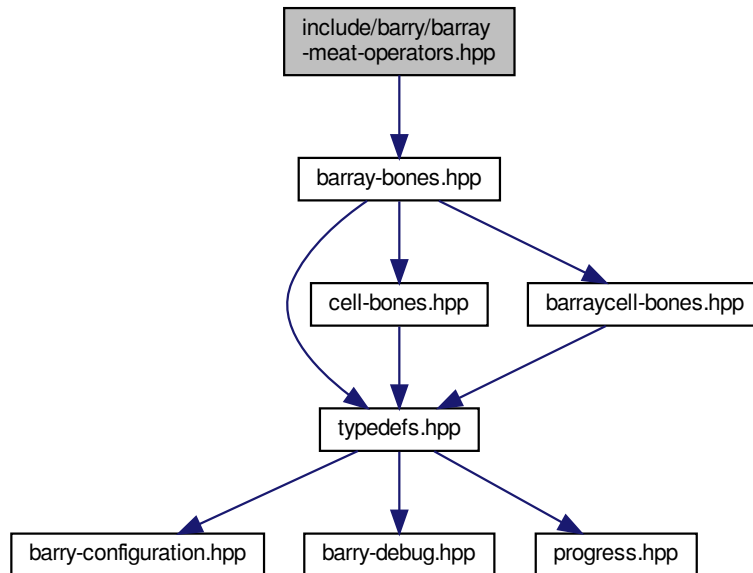 include/barry/barray
-meat-operators.hpp
barray-bones.hpp
cell-bones.hpp
barraycell-bones.hpp
typedefs.hpp
barry-configuration.hpp
barry-debug.hpp
progress.hpp